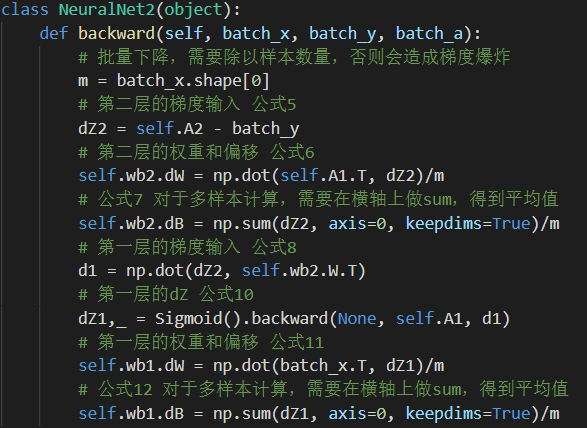 class NeuralNet2(object):
    def backward(self, batch_x, batch_y, batch_a):
        # 批量下降，需要除以样本数量，否则会造成梯度爆炸
        m = batch_x.shape[0]
        # 第二层的梯度输入 公式5
        dZ2 = self.A2 - batch_y
        # 第二层的权重和偏移 公式6
        self.wb2.dW = np.dot(self.A1.T, dZ2)/m
        # 公式7 对于多样本计算，需要在横轴上做sum，得到平均值
        self.wb2.dB = np.sum(dZ2, axis=0, keepdims=True)/m
        # 第一层的梯度输入 公式8
        d1 = np.dot(dZ2, self.wb2.W.T)
        # 第一层的dZ 公式10
        dZ1,_ = Sigmoid().backward(None, self.A1, d1)
        # 第一层的权重和偏移 公式11
        self.wb1.dW = np.dot(batch_x.T, dZ1)/m
        # 公式12 对于多样本计算，需要在横轴上做sum，得到平均值
        self.wb1.dB = np.sum(dZ1, axis=0, keepdims=True)/m